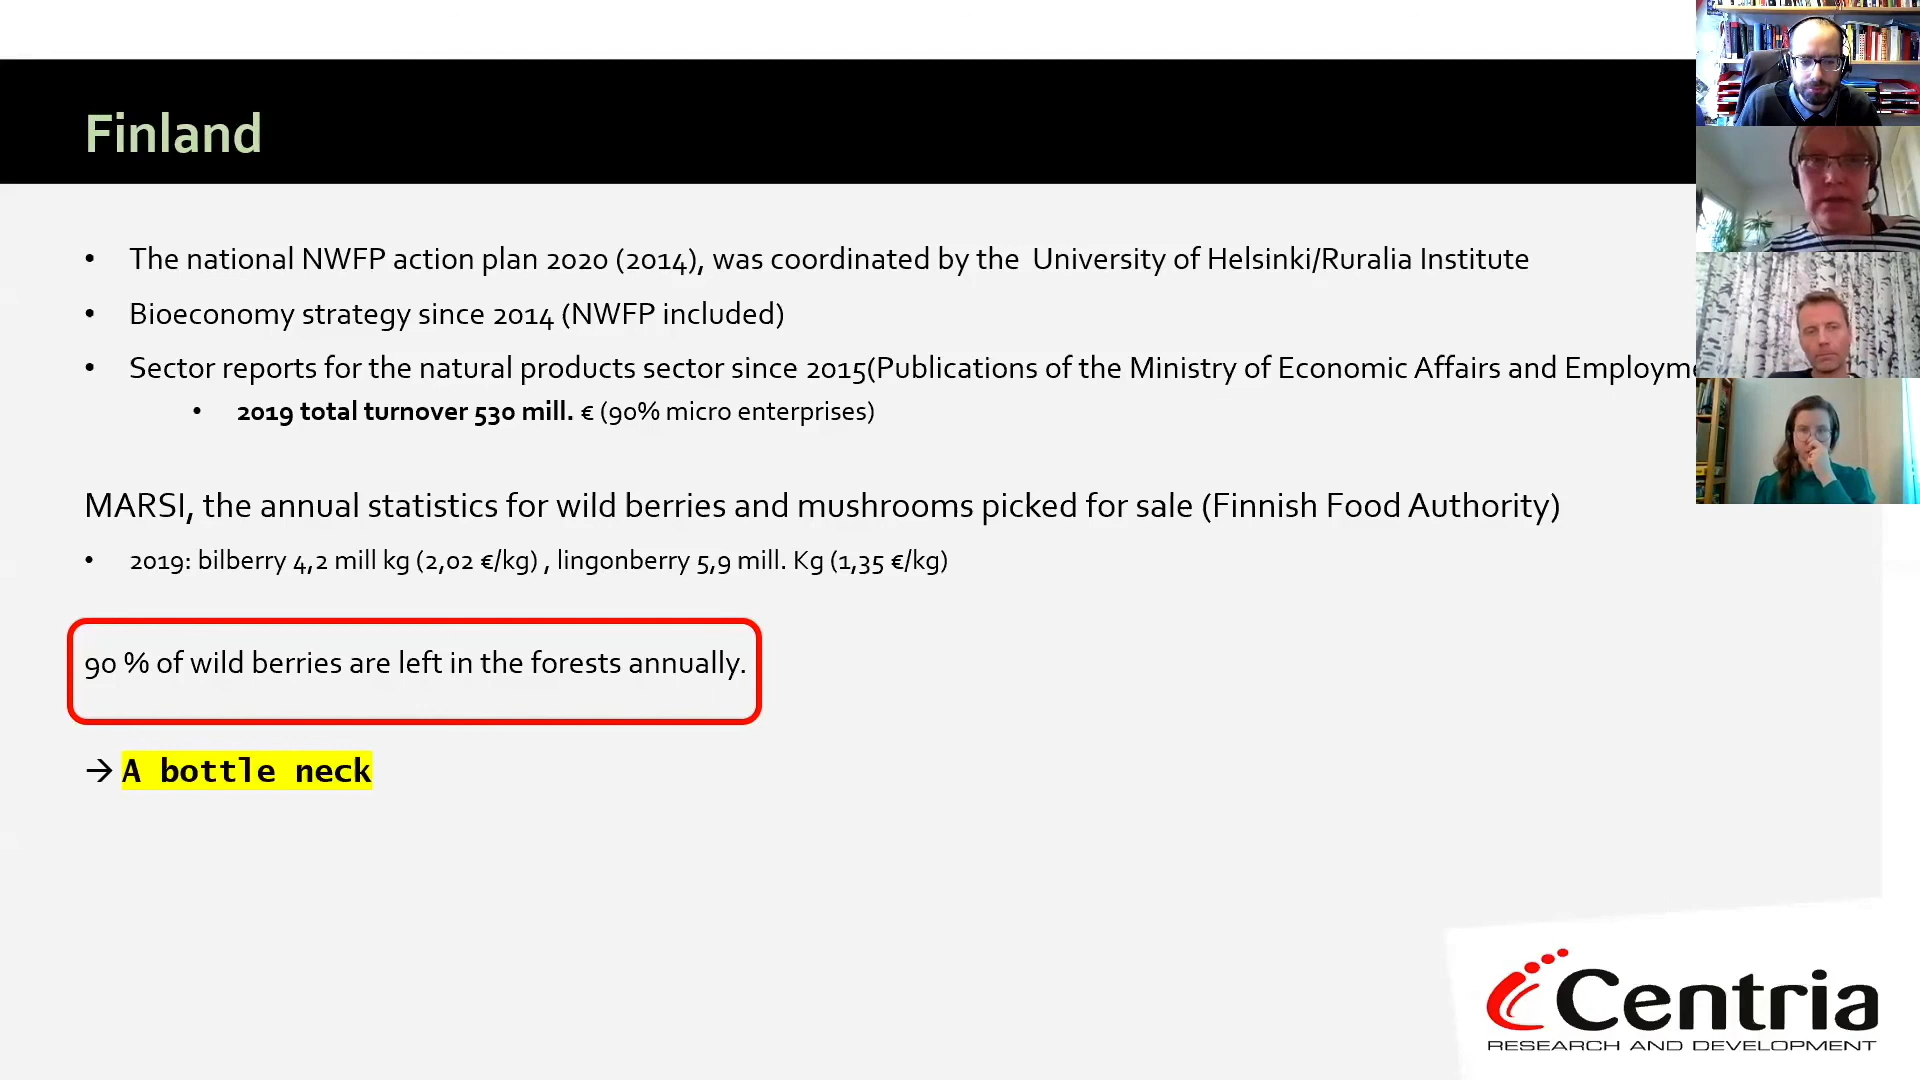 Finland
• The national NWFP action plan 2020 (2014), was coordinated by the University of Helsinki/Ruralia Institute
• Bioeconomy strategy since 2014 (NWFP included)
• Sector reports for the natural products sector since 2015(Publications of the Ministry of Economic Affairs and Employme
• 2019 total turnover 530 mill. € (90% micro enterprises)
MARSI, the annual statistics for wild berries and mushrooms picked for sale (Finnish Food Authority)
• 2019: bilberry 4,2 mill kg (2,02 €/kg) , lingonberry 5,9 mill. Kg (1,35 €/kg)
90 % of wild berries are left in the forests annually.
→ A bottle neck
Centria
RESEARCH AND DEVELOPMENT